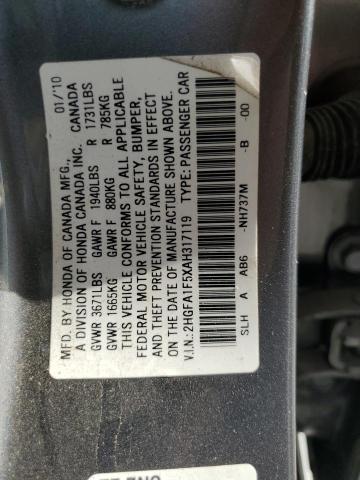 MFD. BY HONDA OF CANADA MFG., 01/10
A DIVISION OF HONDA CANADA INC. CANADA
GVWR 3671LBS GAWR F 1940LBS R 1731LBS
GVWR 1665KG GAWR F 880KG R 785KG
THIS VEHICLE CONFORMS TO ALL APPLICABLE
FEDERAL MOTOR VEHICLE SAFETY, BUMPER,
AND THEFT PREVENTION STANDARDS IN EFFECT
ON THE DATE OF MANUFACTURE SHOWN ABOVE.
V.I.N.: 2HGFA1F5XAH317119 TYPE: PASSENGER CAR
SLH A AB6 -NH737M -B -00